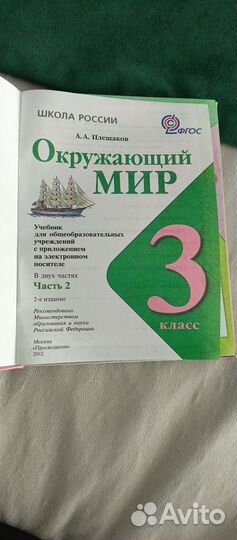 ШКОЛА РОССИИ
ФГОС
А. А. Плешаков
Окружающий
МИР
Учебник
для общеобразовательных
учреждений
с приложением
на электронном
носителе
В двух частях
Часть 2
2-е издание
Рекомендовано
Министерством
образования и науки
Российской Федерации
3
класс
Москва
«Просвещение»
2012
Avito